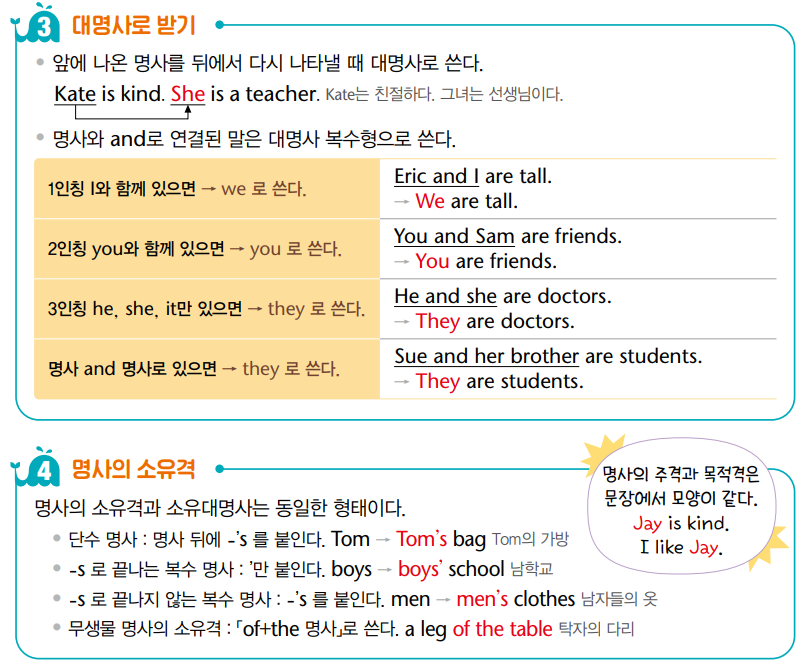 3 대명사로 받기
앞에 나온 명사를 뒤에서 다시 나타낼 때 대명사로 쓴다.
Kate is kind. She is a teacher. Kate는 친절하다. 그녀는 선생님이다.
명사와 and로 연결된 말은 대명사 복수형으로 쓴다.
1인칭 I와 함께 있으면 → we 로 쓴다.
Eric and I are tall.
→ We are tall.
2인칭 you와 함께 있으면 → you 로 쓴다.
You and Sam are friends.
→ You are friends.
3인칭 he, she, it만 있으면 → they 로 쓴다.
He and she are doctors.
→ They are doctors.
명사 and 명사로 있으면 → they 로 쓴다.
Sue and her brother are students.
→ They are students.
4 명사의 소유격
명사의 소유격과 소유대명사는 동일한 형태이다.
단수 명사 : 명사 뒤에 -’s 를 붙인다. Tom → Tom’s bag Tom의 가방
-s 로 끝나는 복수 명사 : ’만 붙인다. boys → boys’ school 남학교
-s 로 끝나지 않는 복수 명사 : -’s 를 붙인다. men → men’s clothes 남자들의 옷
무생물 명사의 소유격 : 「of+the 명사」로 쓴다. a leg of the table 탁자의 다리
명사의 주격과 목적격은
문장에서 모양이 같다.
Jay is kind.
I like Jay.